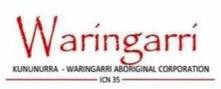 Waringarri
KUNUNURRA - WARINGARRI ABORIGINAL CORPORATION
ICN 35